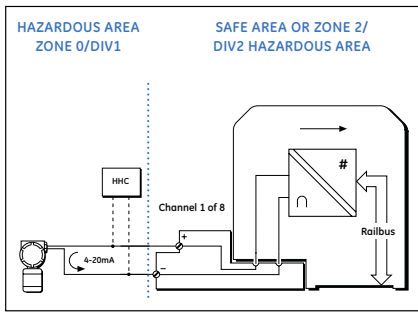 HAZARDOUS AREA
ZONE 0/DIV1
SAFE AREA OR ZONE 2/
DIV2 HAZARDOUS AREA
HHC
Channel 1 of 8
#
∩
Railbus
+
4-20mA
–